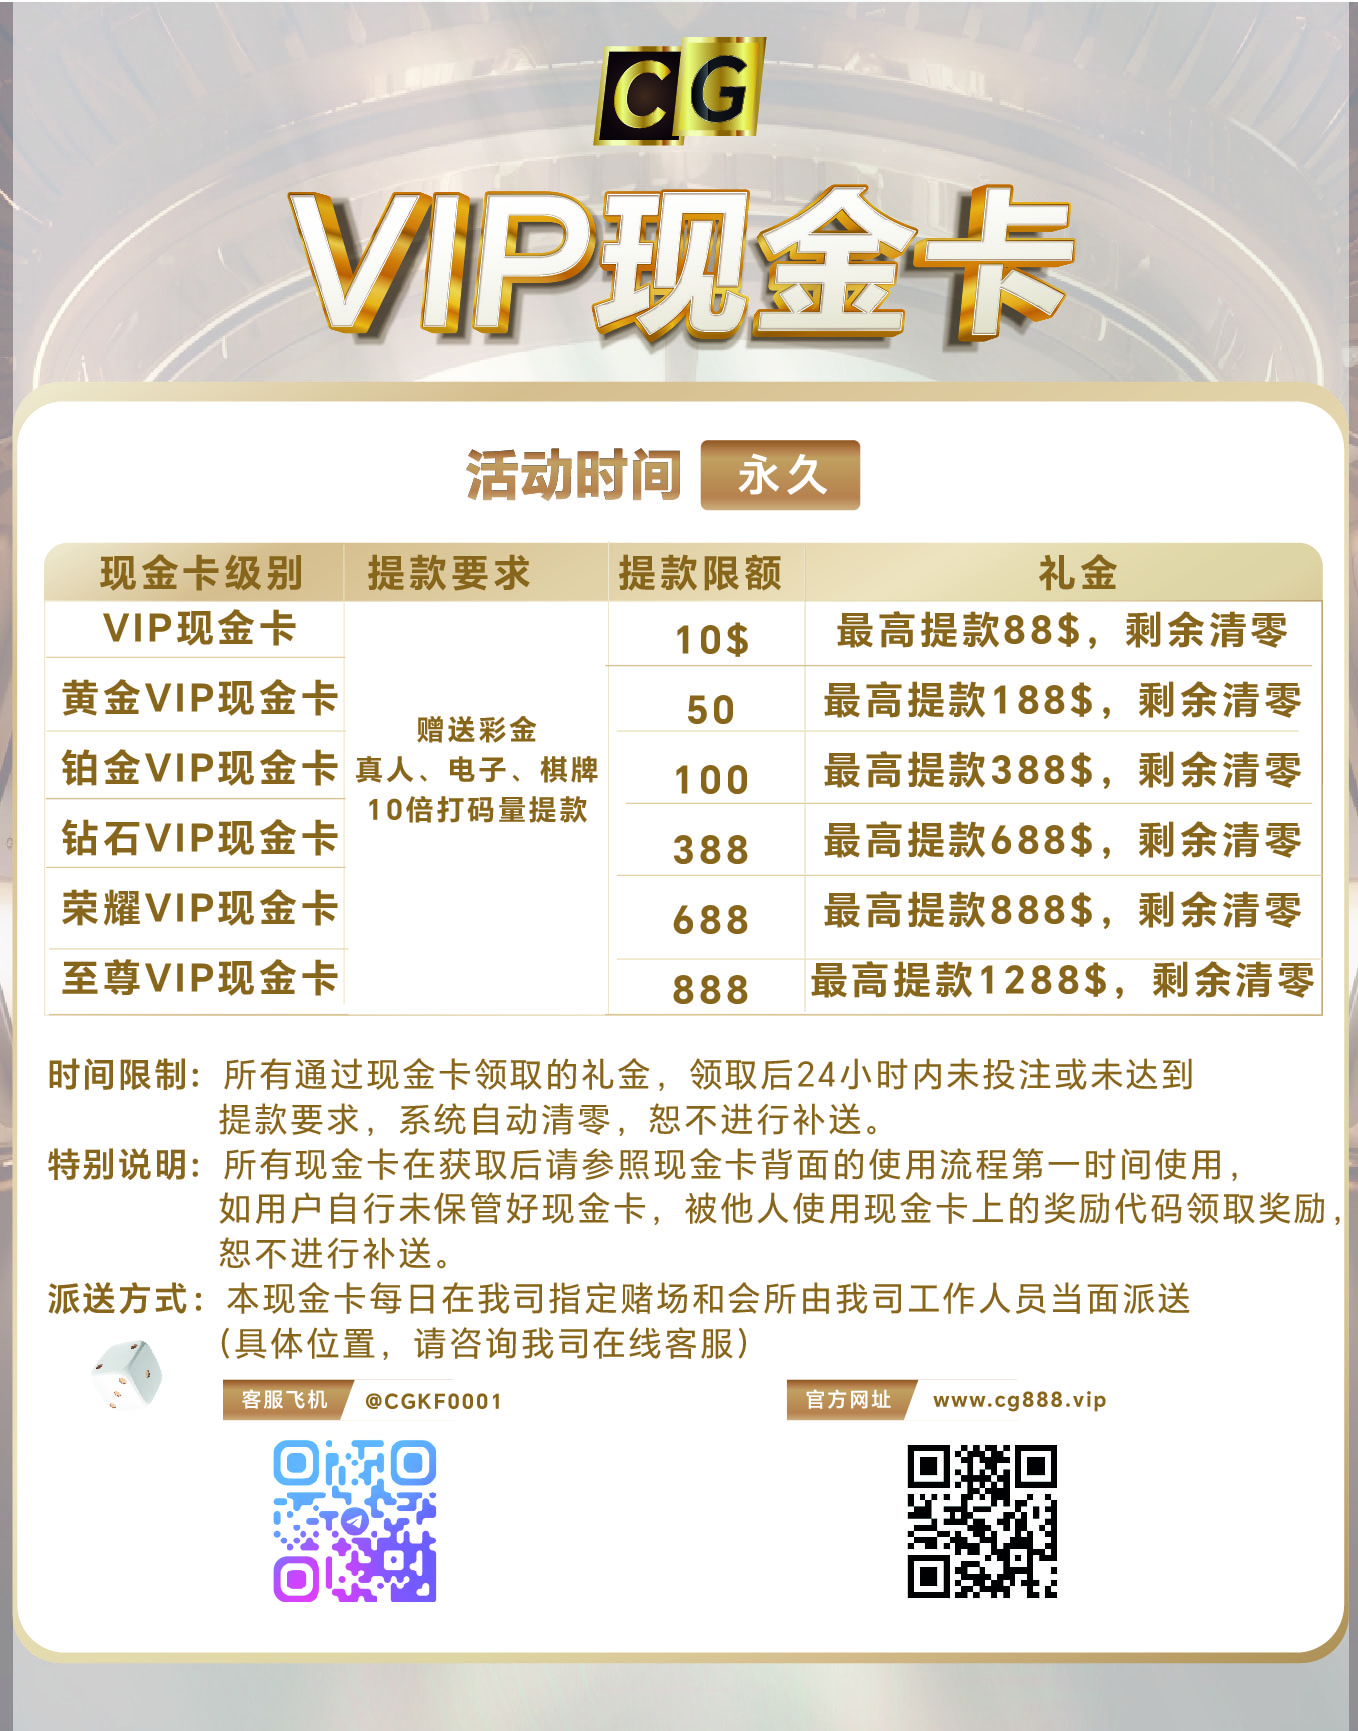 CG
VIP现金卡
活动时间 永久
现金卡级别 提款要求 提款限额 礼金
VIP现金卡 10$ 最高提款88$，剩余清零
黄金VIP现金卡 50 最高提款188$，剩余清零
赠送彩金
铂金VIP现金卡 真人、电子、棋牌 100 最高提款388$，剩余清零
10倍打码量提款
钻石VIP现金卡 388 最高提款688$，剩余清零
荣耀VIP现金卡 688 最高提款888$，剩余清零
至尊VIP现金卡 888 最高提款1288$，剩余清零
时间限制：所有通过现金卡领取的礼金，领取后24小时内未投注或未达到
提款要求，系统自动清零，恕不进行补送。
特别说明：所有现金卡在获取后请参照现金卡背面的使用流程第一时间使用，
如用户自行未保管好现金卡，被他人使用现金卡上的奖励代码领取奖励，
恕不进行补送。
派送方式：本现金卡每日在我司指定赌场和会所由我司工作人员当面派送
（具体位置，请咨询我司在线客服）
客服飞机 @CGKF0001 官方网址 www.cg888.vip